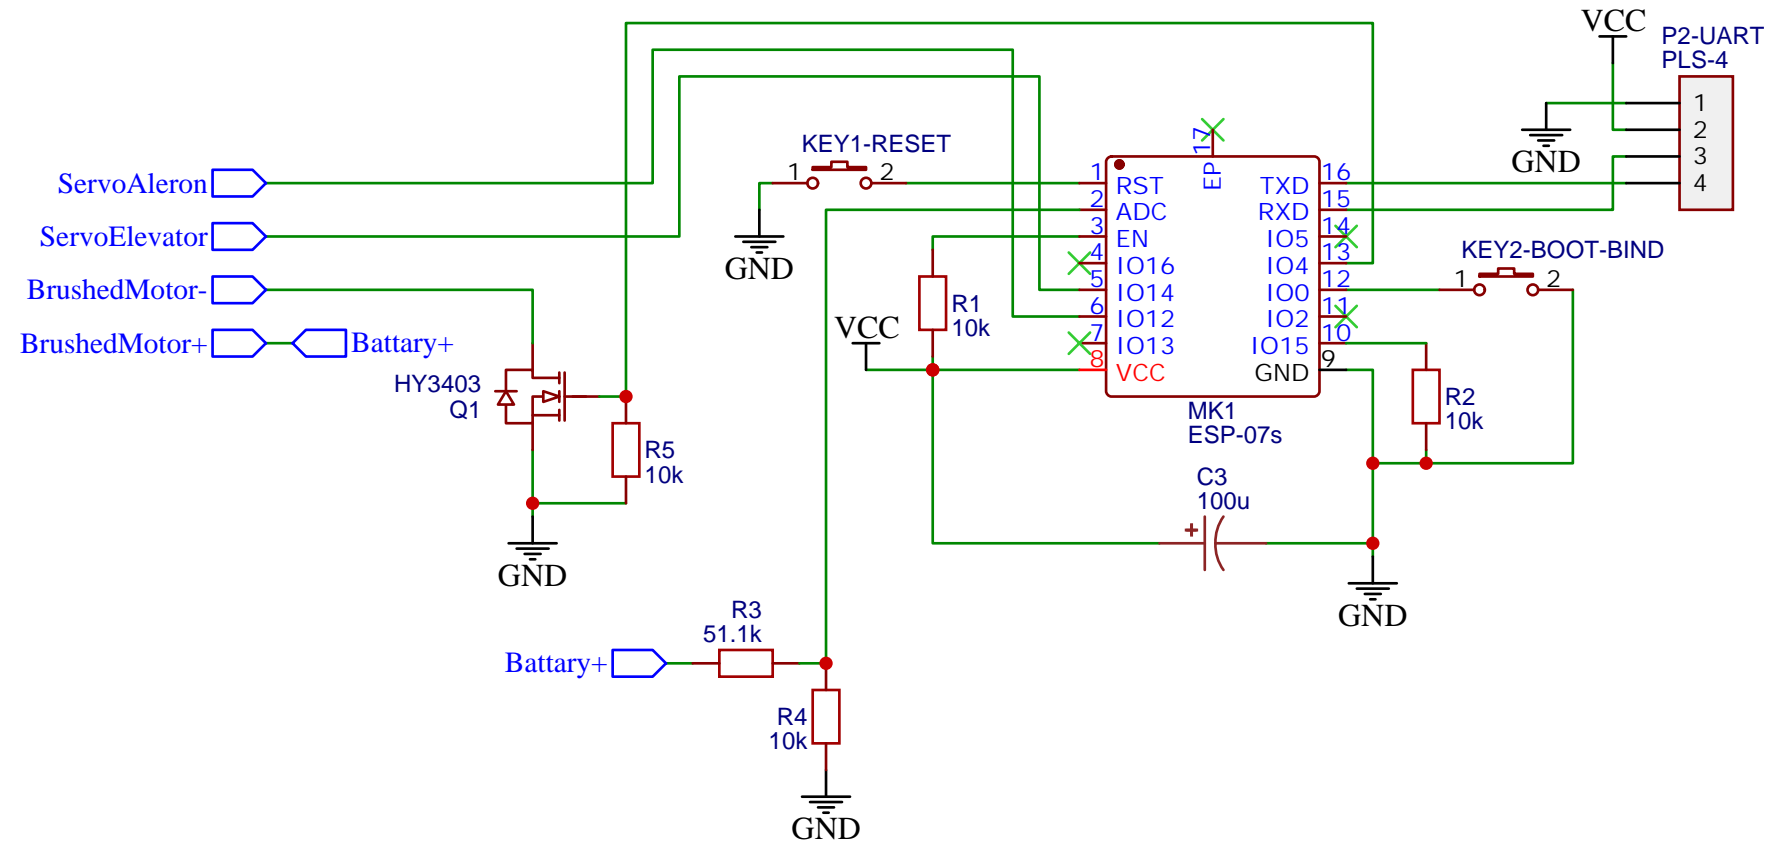 VCC
P2-UART
PLS-4
1
2
3
4
GND
KEY1-RESET
1
2
GND
ServoAleron
ServoElevator
BrushedMotor-
BrushedMotor+
Battary+
HY3403
Q1
R5
10k
GND
17
EP
1
RST
2
ADC
3
EN
4
IO16
5
IO14
6
IO12
7
IO13
8
VCC
16
TXD
15
RXD
14
IO5
13
IO4
12
IO0
11
IO2
10
IO15
9
GND
MK1
ESP-07s
KEY2-BOOT-BIND
1
2
R1
10k
VCC
R2
10k
C3
100u
+
GND
R3
51.1k
Battary+
R4
10k
GND